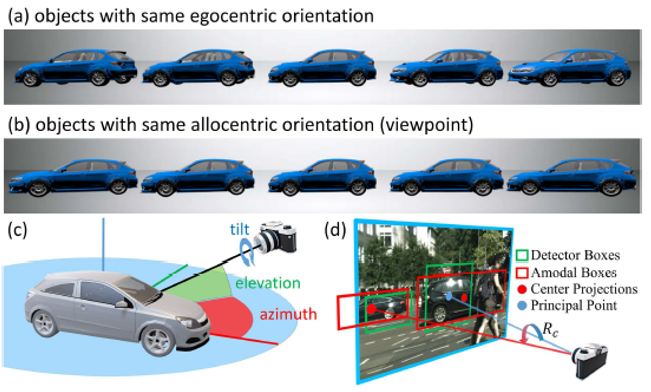 (a) objects with same egocentric orientation
(b) objects with same allocentric orientation (viewpoint)
(c)
tilt
elevation
azimuth
(d)
Detector Boxes
Amodal Boxes
Center Projections
Principal Point
Rc